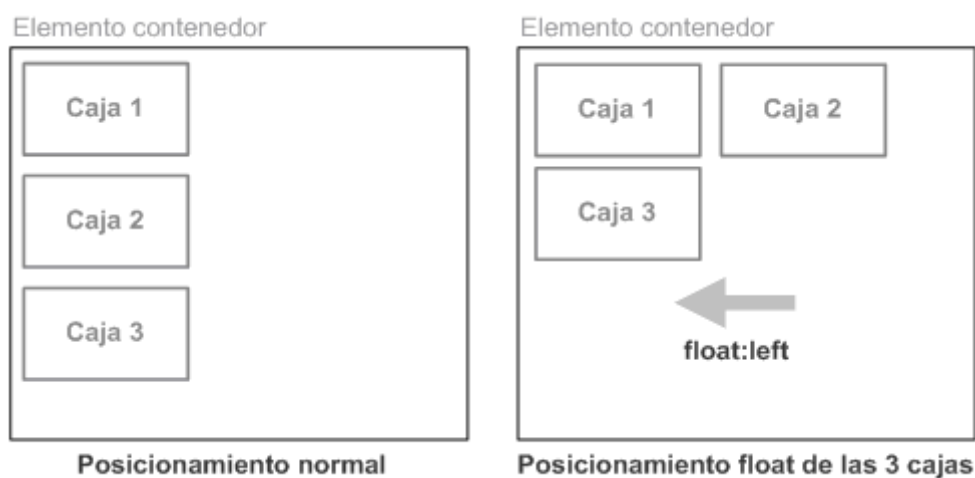 Elemento contenedor
Caja 1
Caja 2
Caja 3
Posicionamiento normal
Elemento contenedor
Caja 1 Caja 2
Caja 3
float:left
Posicionamiento float de las 3 cajas